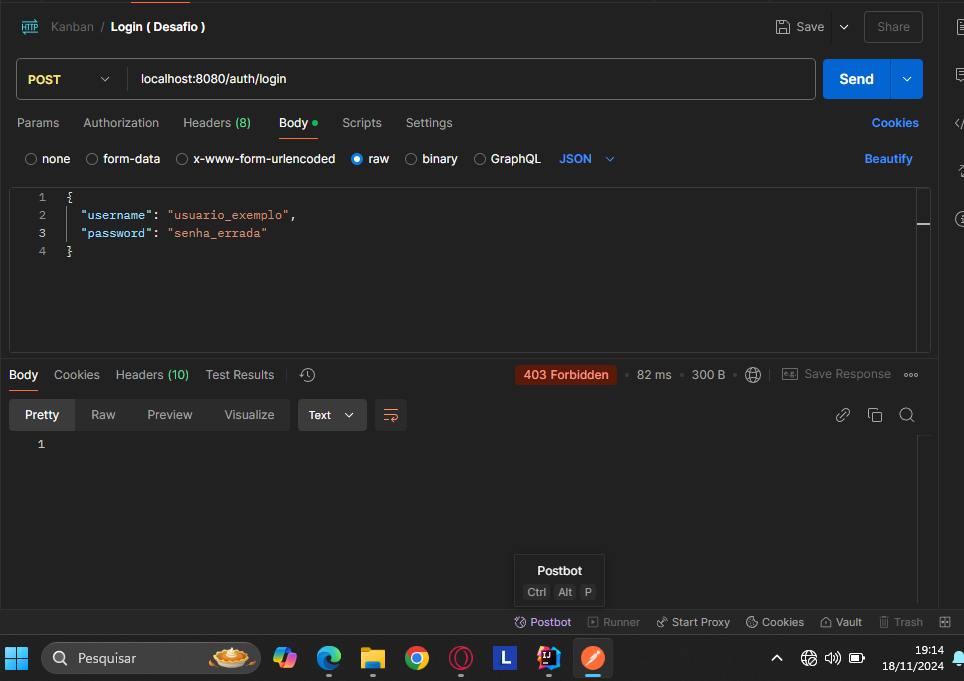 HTTP Kanban / Login ( Desafio ) Save Share
POST localhost:8080/auth/login Send
Params Authorization Headers (8) Body Scripts Settings Cookies
none form-data x-www-form-urlencoded raw binary GraphQL JSON Beautify
1 {
2 "username": "usuario_exemplo",
3 "password": "senha_errada"
4 }
Body Cookies Headers (10) Test Results 403 Forbidden • 82 ms • 300 B • e.g. Save Response
Pretty Raw Preview Visualize Text
1
Postbot
Ctrl Alt P
Postbot Runner Start Proxy Cookies Vault Trash
Pesquisar L IJ 19:14
18/11/2024